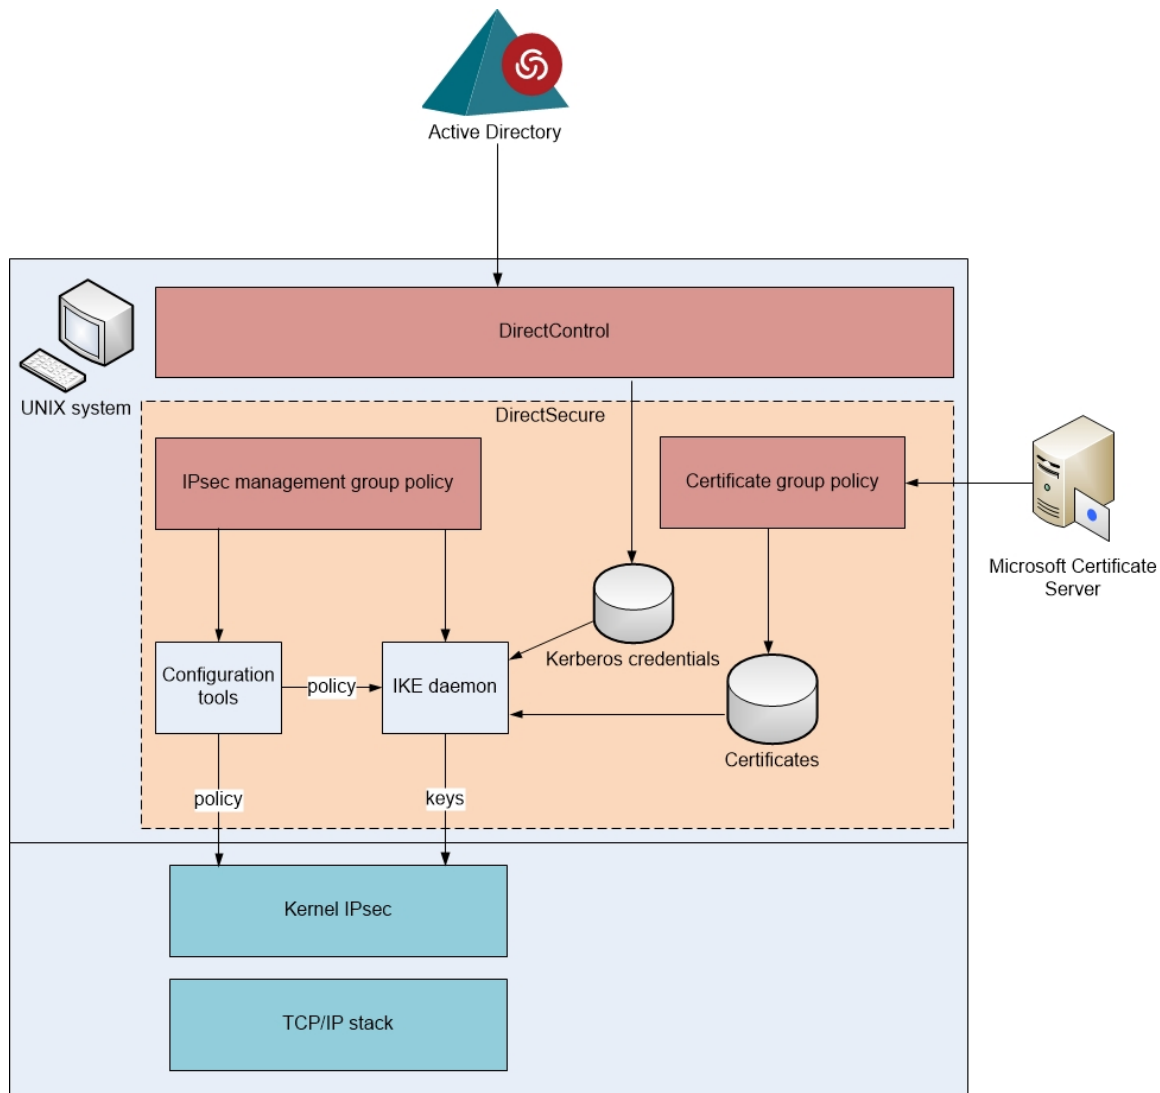 Active Directory
DirectControl
UNIX system
DirectSecure
IPsec management group policy
Certificate group policy
Microsoft Certificate
Server
Kerberos credentials
Configuration
tools
policy
IKE daemon
Certificates
policy
keys
Kernel IPsec
TCP/IP stack